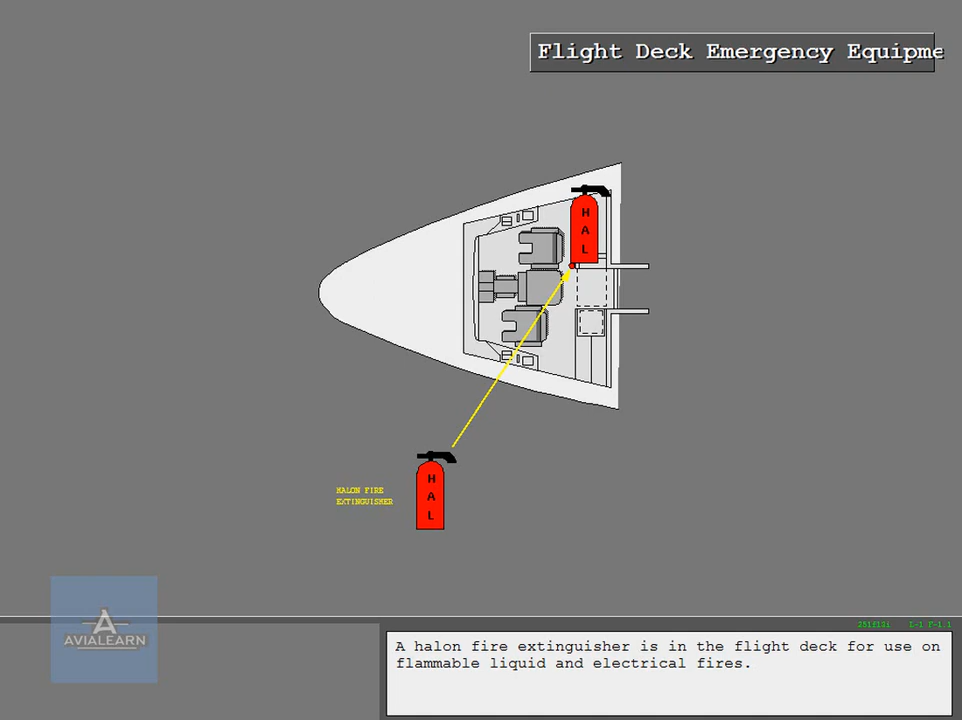 Flight Deck Emergency Equipme
H
A
L
HALON FIRE
EXTINGUISHER
H
A
L
A
AVIALEARN
A halon fire extinguisher is in the flight deck for use on
flammable liquid and electrical fires.